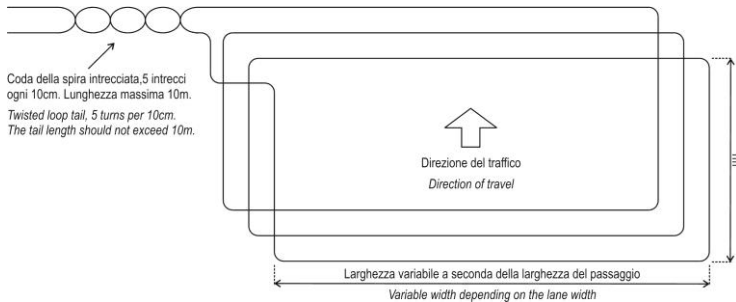 Coda della spira intrecciata,5 intrecci
ogni 10cm. Lunghezza massima 10m.
Twisted loop tail, 5 turns per 10cm.
The tail length should not exceed 10m.
Direzione del traffico
Direction of travel
Larghezza variabile a seconda della larghezza del passaggio
Variable width depending on the lane width